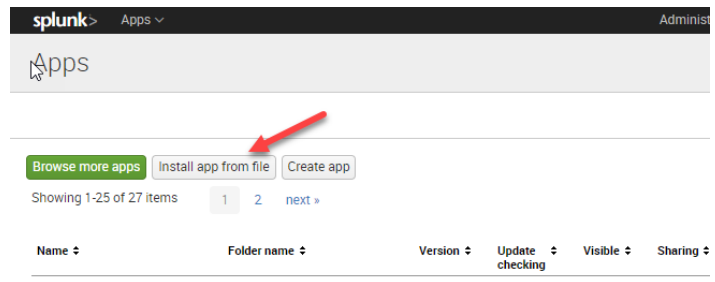 splunk> Apps Administ
Apps
Browse more apps Install app from file Create app
Showing 1-25 of 27 items 1 2 next »
Name Folder name Version Update checking Visible Sharing